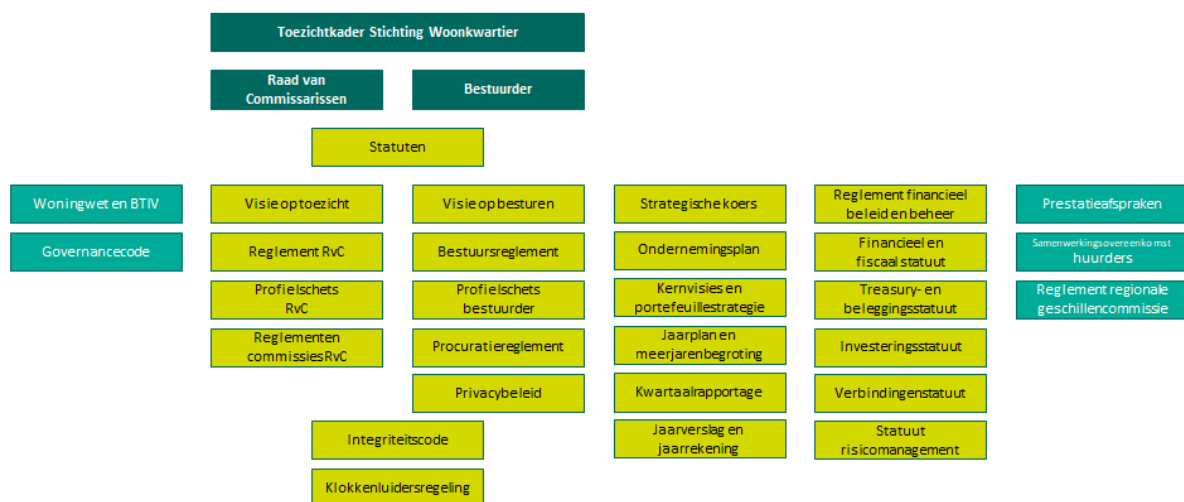 Toezichtkader Stichting Woonkwartier
Raad van
Commissarissen
Bestuurder
Statuten
Woningwet en BTIV
Visie op toezicht
Visie op besturen
Strategische koers
Reglement financieel
beleid en beheer
Prestatieafspraken
Governancecode
Reglement RvC
Bestuursreglement
Ondernemingsplan
Financieel en
fiscaal statuut
Samenwerkingsovereenkomst
huurders
Profielschets
RvC
Profielschets
bestuurder
Kernvisies en
portefeuillestrategie
Treasury- en
beleggingsstatuut
Reglement regionale
geschillencommissie
Reglementen
commissies RvC
Procuratiereglement
Jaarplan en
meerjarenbegroting
Investeringsstatuut
Privacybeleid
Kwartaalrapportage
Verbindingenstatuut
Integriteitscode
Jaarverslag en
jaarrekening
Statuut
risicomanagement
Klokkenluidersregeling